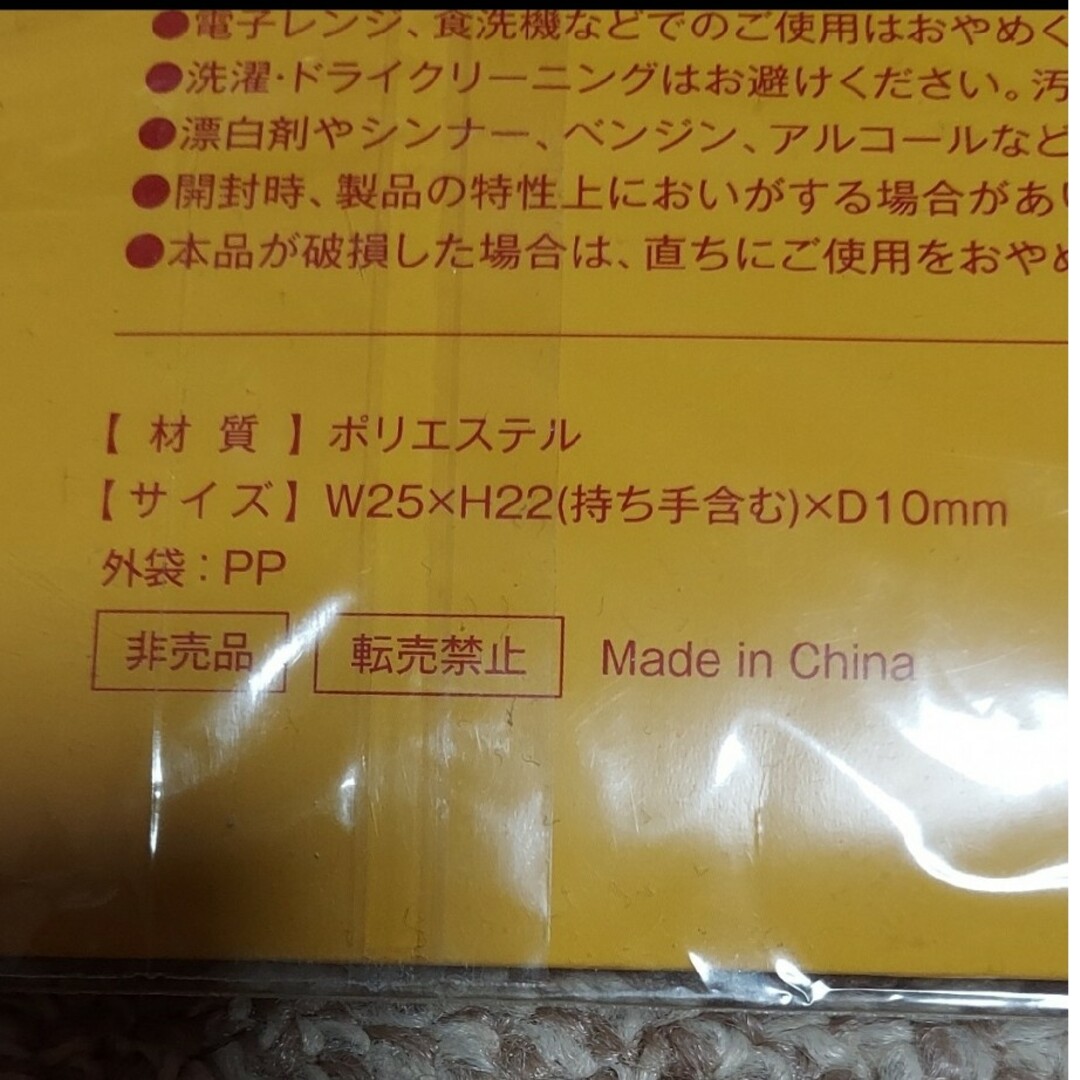 ●電子レンジ、食洗機などでのご使用はおやめく
●洗濯・ドライクリーニングはお避けください。汚
●漂白剤やシンナー、ベンジン、アルコールなど
●開封時、製品の特性上においがする場合があり
●本品が破損した場合は、直ちにご使用をおやめ
【 材 質 】ポリエステル
【サイズ】W25×H22(持ち手含む)×D10mm
外袋：PP
非売品 転売禁止 Made in China